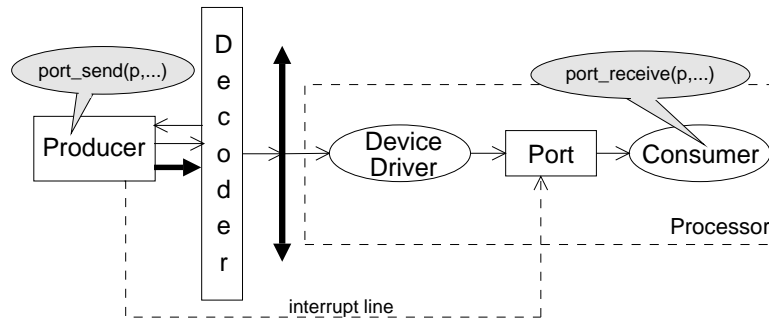 port_send(p,...)
Producer
D
e
c
o
d
e
r
port_receive(p,...)
Device
Driver
Port
Consumer
Processor
interrupt line